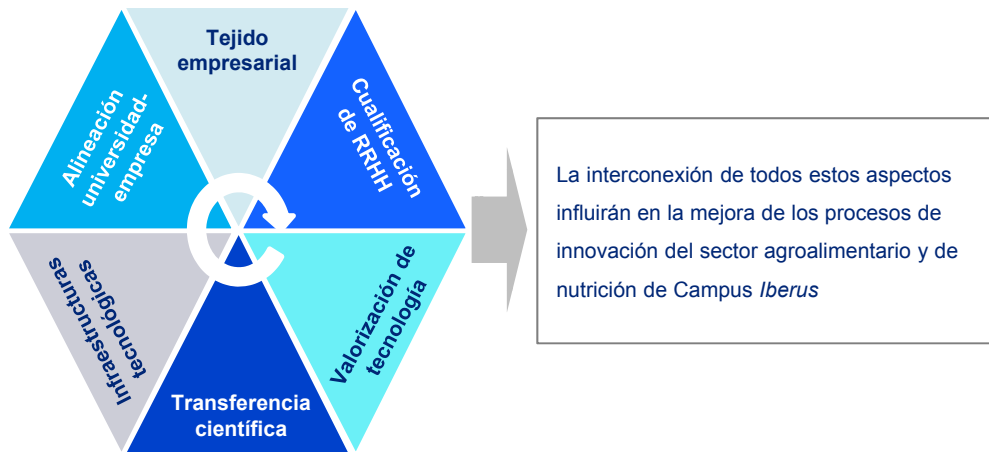 Tejido
empresarial
Cualificación
de RRHH
Valorización de
tecnología
Transferencia
científica
Infraestructuras
tecnológicas
Alineación
universidad-
empresa
La interconexión de todos estos aspectos
influirán en la mejora de los procesos de
innovación del sector agroalimentario y de
nutrición de Campus Iberus